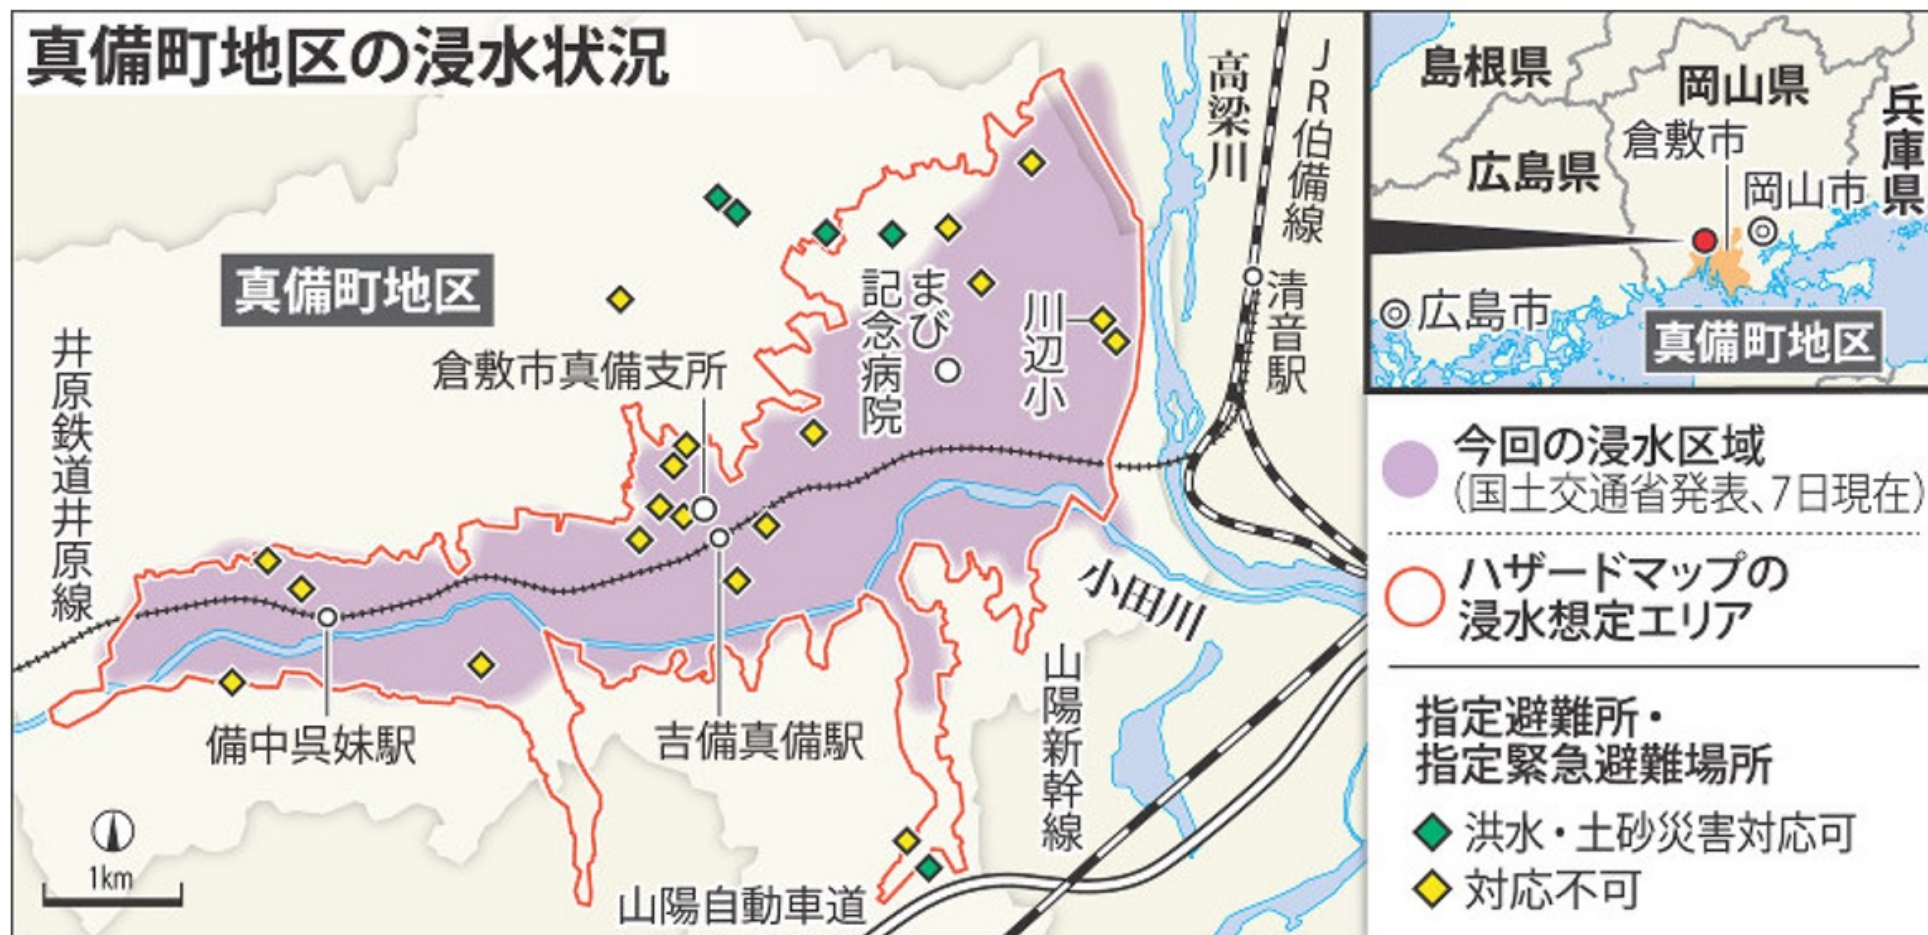 真備町地区の浸水状況
真備町地区
井原鉄道井原線
倉敷市真備支所
まび
記念病院
川辺小
高梁川
JR伯備線
清音駅
小田川
備中呉妹駅
吉備真備駅
山陽新幹線
山陽自動車道
1km
島根県
岡山県
兵庫県
倉敷市
広島県
岡山市
広島市
真備町地区
今回の浸水区域
(国土交通省発表、7日現在)
ハザードマップの
浸水想定エリア
指定避難所・
指定緊急避難場所
洪水・土砂災害対応可
対応不可